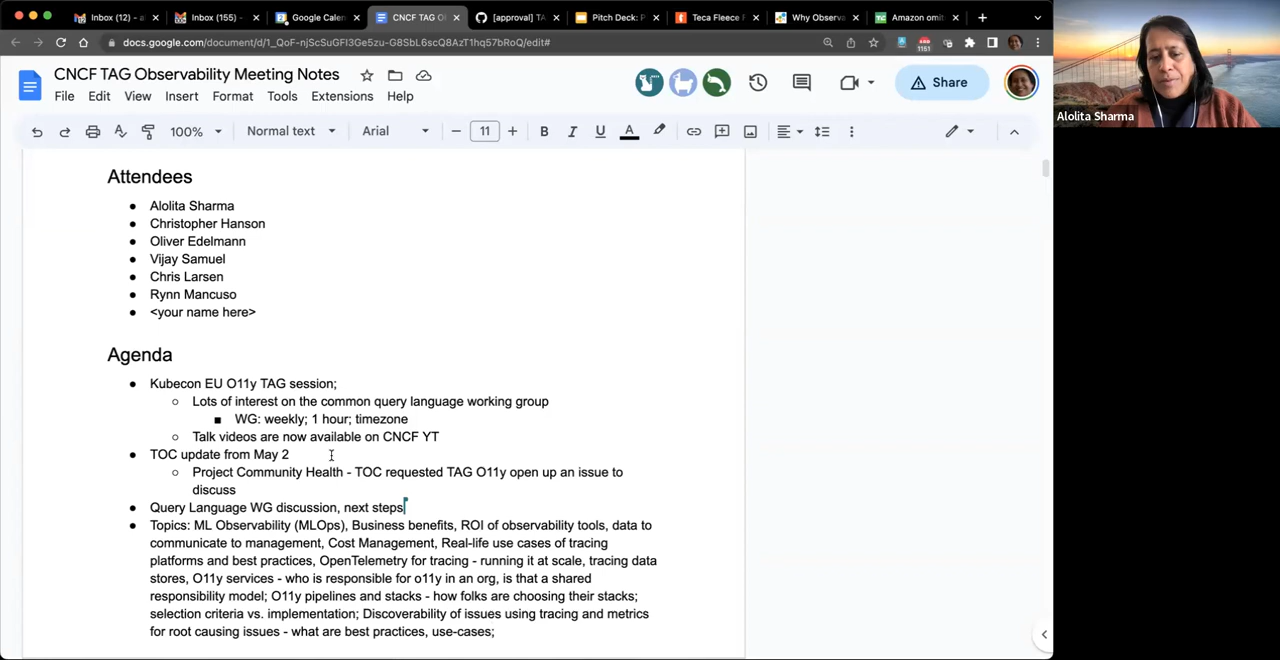 Inbox (12) - a
Inbox (155) -
Google Calen
CNCF TAG O
[approval] TA
Pitch Deck: P
Teca Fleece F
Why Observa
Amazon omit
docs.google.com/document/d/1_QoF-njScSuGFI3Ge5zu-G8SbL6scQ8AzT1hq57bRoQ/edit#
1151
CNCF TAG Observability Meeting Notes
File Edit View Insert Format Tools Extensions Help
Share
100% Normal text Arial 11
Attendees
● Alolita Sharma
● Christopher Hanson
● Oliver Edelmann
● Vijay Samuel
● Chris Larsen
● Rynn Mancuso
● <your name here>
Agenda
● Kubecon EU O11y TAG session;
○ Lots of interest on the common query language working group
■ WG: weekly; 1 hour; timezone
○ Talk videos are now available on CNCF YT
● TOC update from May 2
○ Project Community Health - TOC requested TAG O11y open up an issue to
discuss
● Query Language WG discussion, next steps
● Topics: ML Observability (MLOps), Business benefits, ROI of observability tools, data to
communicate to management, Cost Management, Real-life use cases of tracing
platforms and best practices, OpenTelemetry for tracing - running it at scale, tracing data
stores, O11y services - who is responsible for o11y in an org, is that a shared
responsibility model; O11y pipelines and stacks - how folks are choosing their stacks;
selection criteria vs. implementation; Discoverability of issues using tracing and metrics
for root causing issues - what are best practices, use-cases;
Alolita Sharma